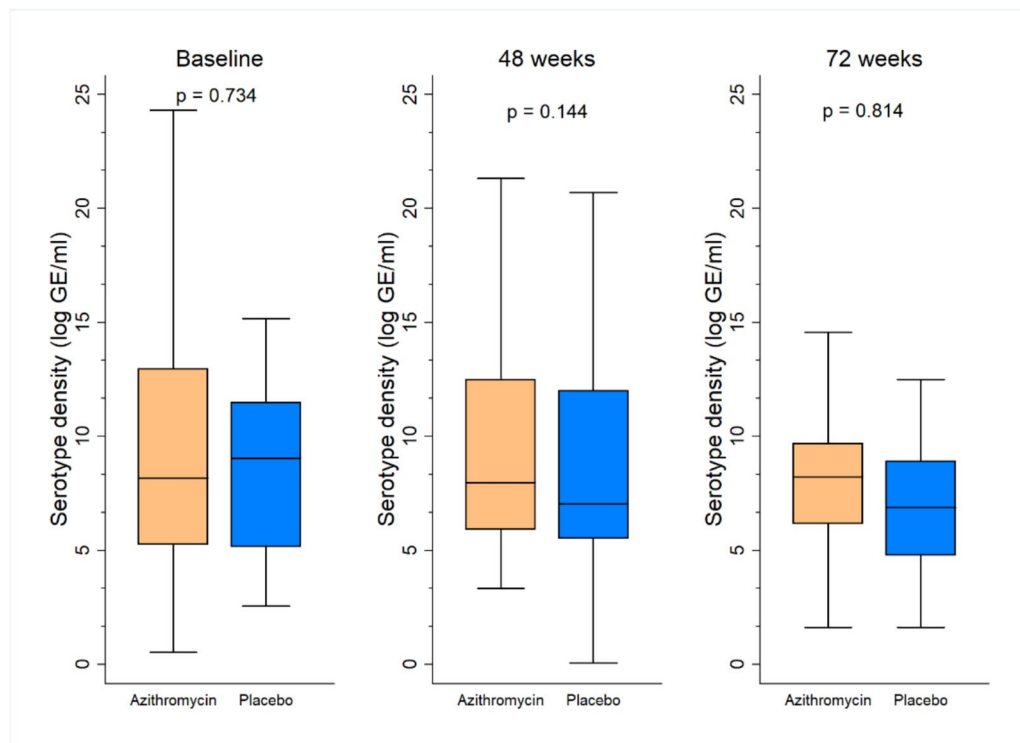 Baseline
p = 0.734
Serotype density (log GE/ml)
25
20
15
10
5
0
Azithromycin Placebo
48 weeks
p = 0.144
Serotype density (log GE/ml)
25
20
15
10
5
0
Azithromycin Placebo
72 weeks
p = 0.814
Serotype density (log GE/ml)
25
20
15
10
5
0
Azithromycin Placebo